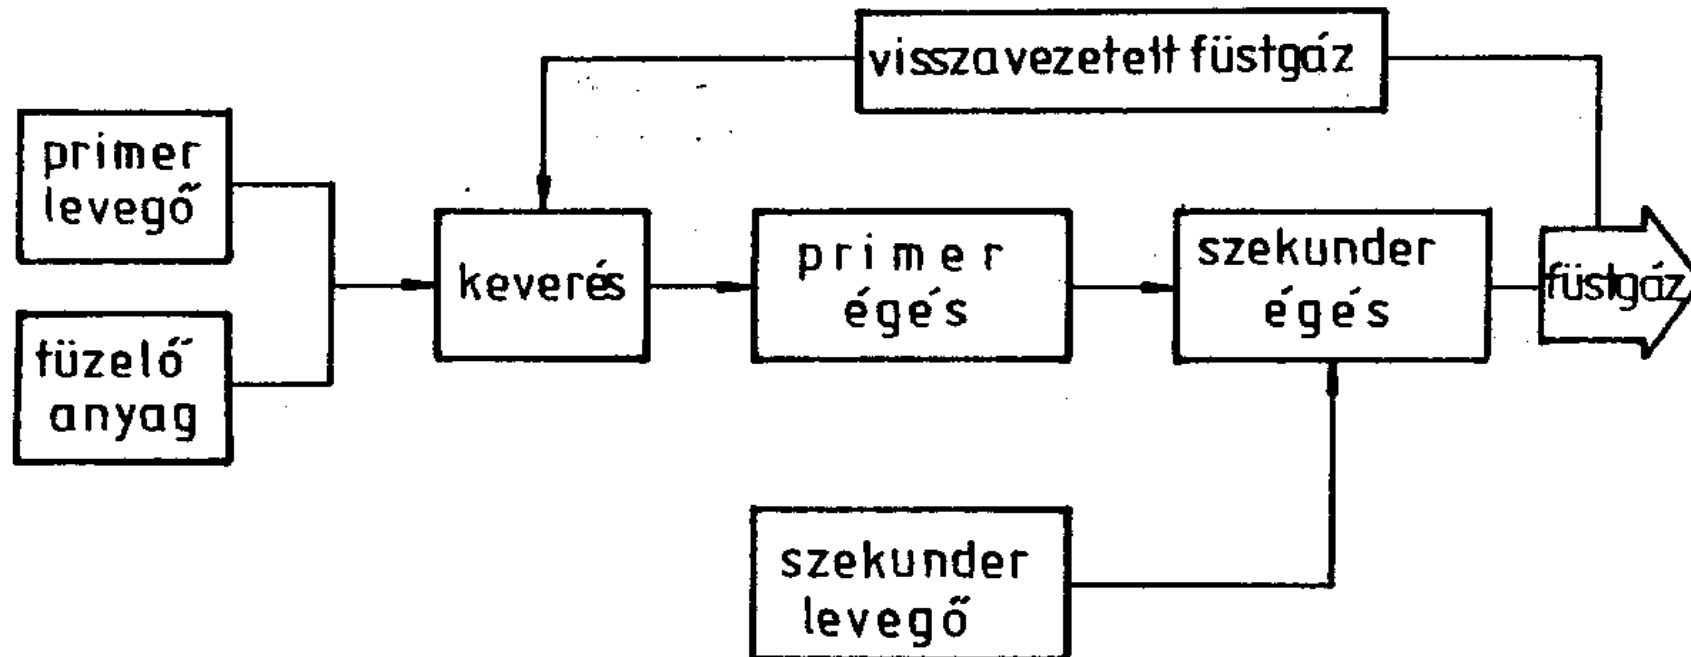 visszavezetett füstgáz
primer
levegő
tüzelő
anyag
keverés
primer
égés
szekunder
égés
füstgáz
szekunder
levegő